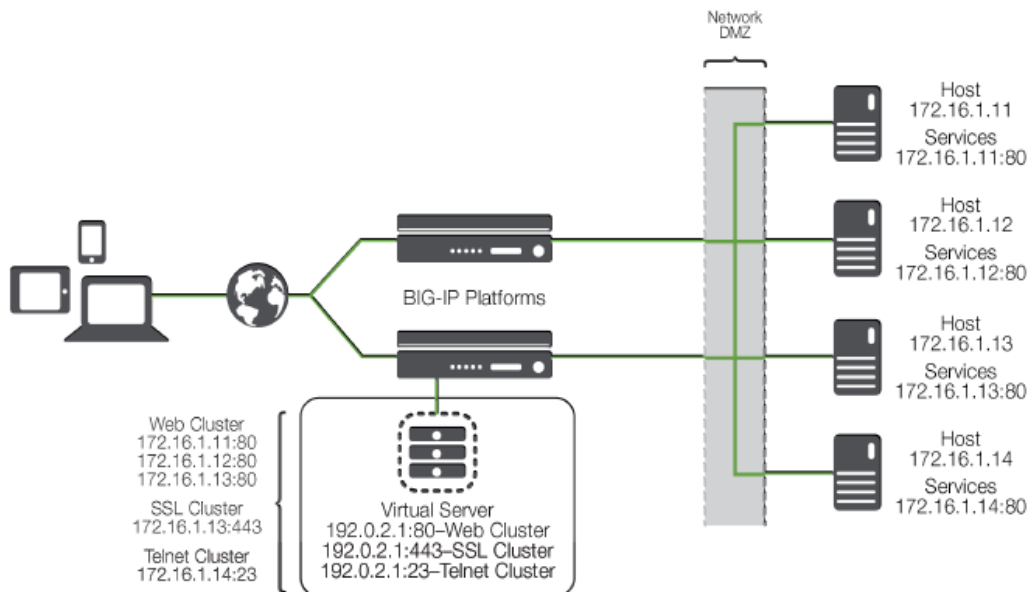 Network
DMZ
Host
172.16.1.11
Services
172.16.1.11:80
Host
172.16.1.12
Services
172.16.1.12:80
BIG-IP Platforms
Host
172.16.1.13
Services
172.16.1.13:80
Host
172.16.1.14
Services
172.16.1.14:80
Web Cluster
172.16.1.11:80
172.16.1.12:80
172.16.1.13:80
SSL Cluster
172.16.1.13:443
Telnet Cluster
172.16.1.14:23
Virtual Server
192.0.2.1:80–Web Cluster
192.0.2.1:443–SSL Cluster
192.0.2.1:23–Telnet Cluster